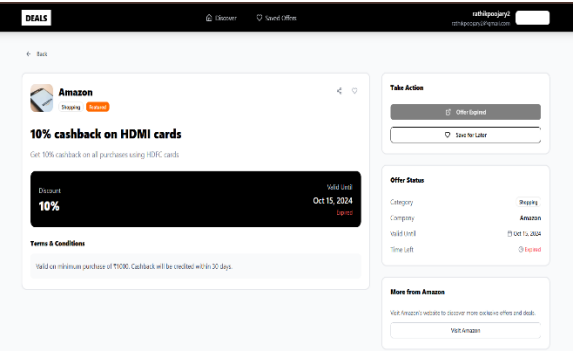 DEALS
Discover
Saved Offers
rathikpoojary2
Back
Amazon
Shopping
Featured
10% cashback on HDMI cards
Get 10% cashback on all purchases using HDFC cards
Discount
10%
Valid Until
Oct 15, 2024
Expired
Terms & Conditions
Valid on minimum purchase of ₹1000. Cashback will be credited within 30 days.
Take Action
Offer Expired
Save for Later
Offer Status
Category
Shopping
Company
Amazon
Valid Until
Oct 15, 2024
Time Left
Expired
More from Amazon
Visit Amazon's website to discover more exclusive offers and deals.
Visit Amazon